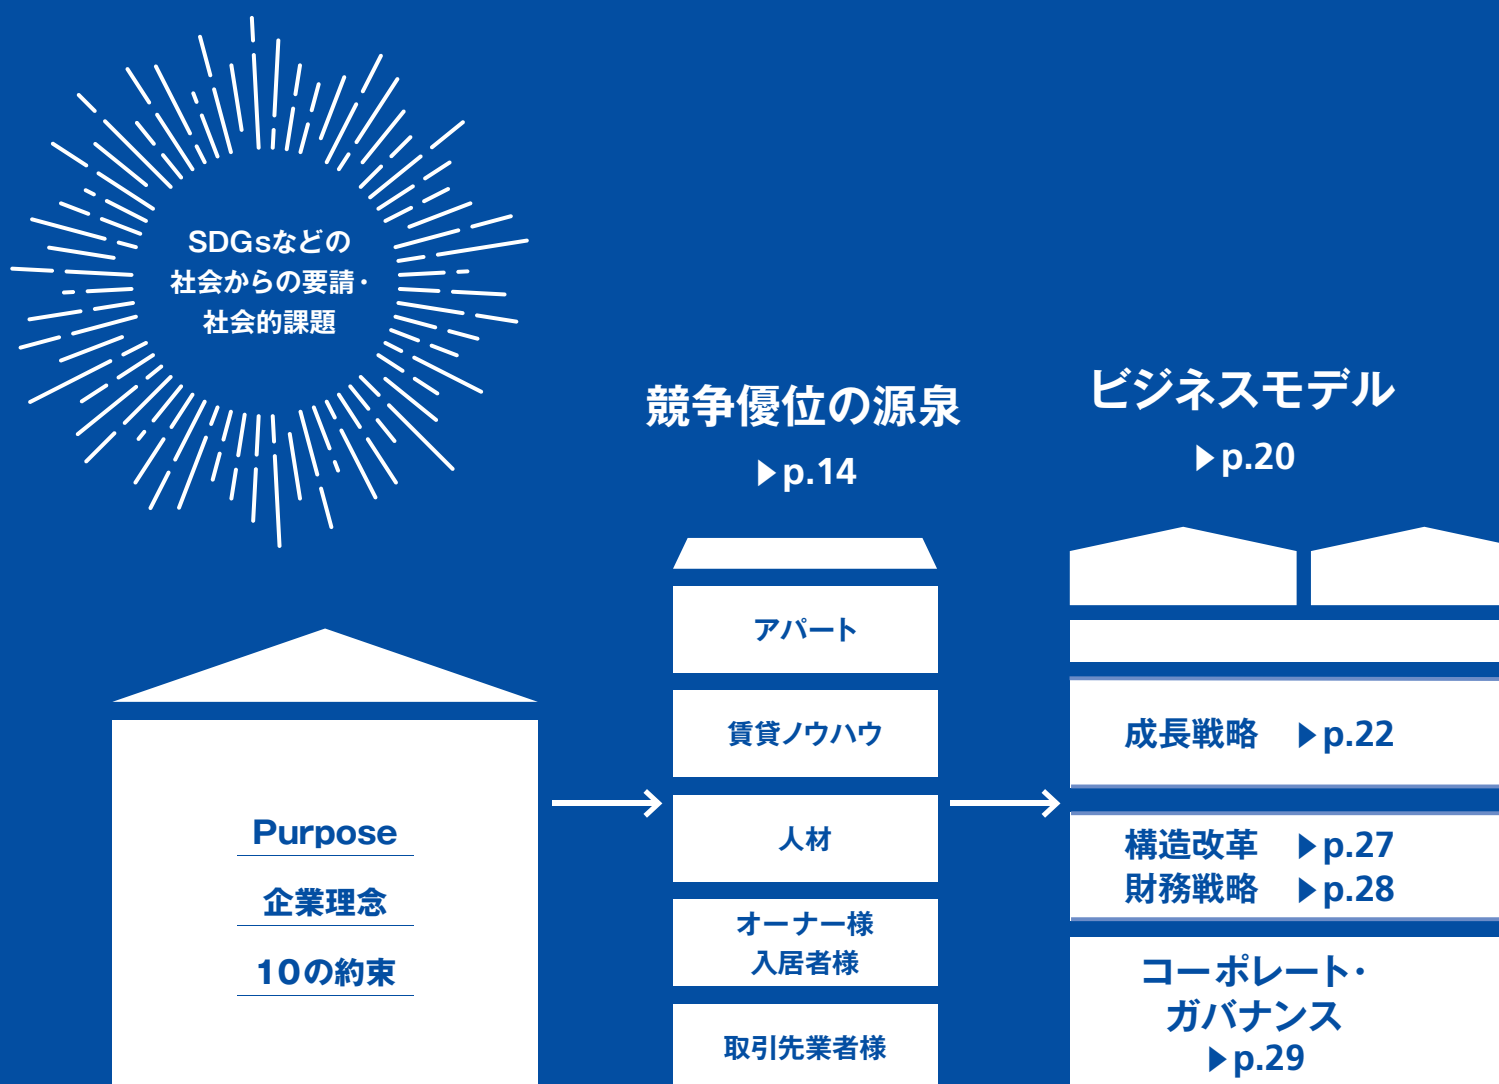 SDGsなどの
社会からの要請・
社会的課題
Purpose
企業理念
10の約束
競争優位の源泉
▶p.14
アパート
賃貸ノウハウ
人材
オーナー様
入居者様
取引先業者様
ビジネスモデル
▶p.20
成長戦略 ▶p.22
構造改革 ▶p.27
財務戦略 ▶p.28
コーポレート・
ガバナンス
▶p.29